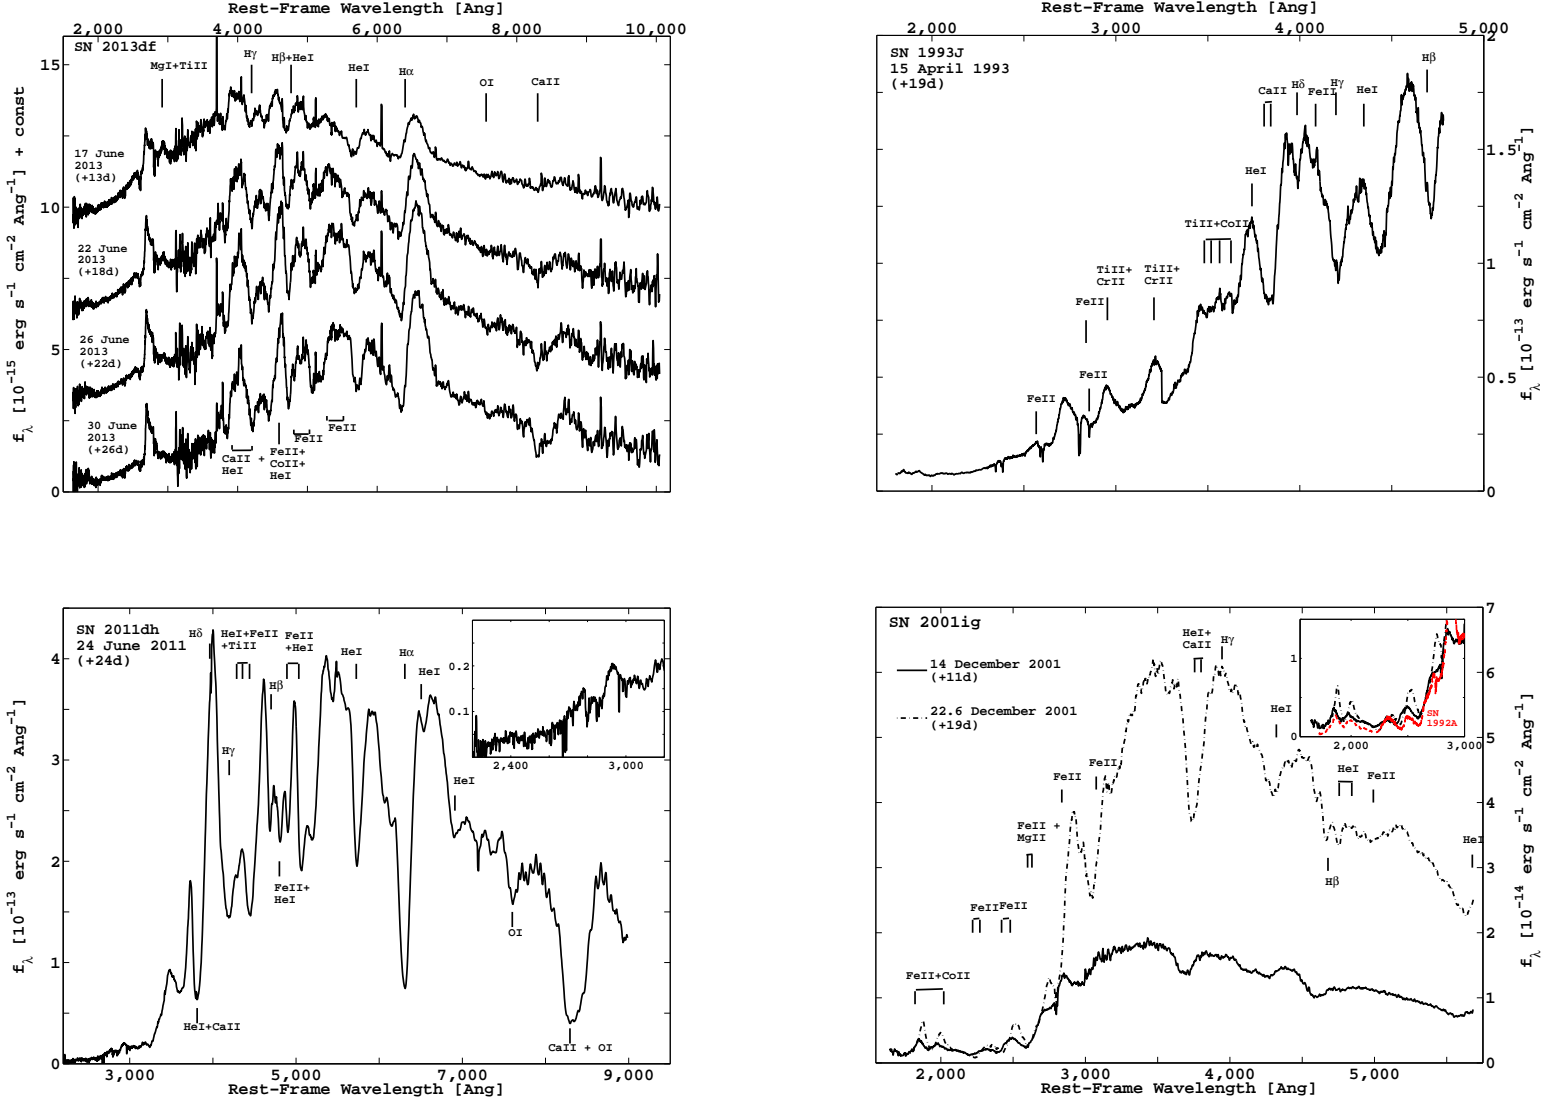 Rest-Frame Wavelength [Ang]
2,000 4,000 6,000 8,000 10,000
SN 2013df
MgI+TiII
Hγ
Hβ+HeI
HeI
Hα
OI
CaII
15
10
5
0
f_λ [10^−15 erg s^−1 cm^−2 Ang^−1] + const
17 June
2013
(+13d)
22 June
2013
(+18d)
26 June
2013
(+22d)
30 June
2013
(+26d)
CaII +
HeI
FeII+
CoII+
HeI
FeII
FeII
Rest-Frame Wavelength [Ang]
2,000 3,000 4,000 5,000
SN 1993J
15 April 1993
(+19d)
FeII
FeII
FeII
TiII+
CrII
TiII+
CrII
TiII+CoII
HeI
CaII
Hδ
FeII
Hγ
HeI
Hβ
2
1.5
1
0.5
0
f_λ [10^−13 erg s^−1 cm^−2 Ang^−1]
SN 2011dh
24 June 2011
(+24d)
Hδ
HeI+FeII
+TiII
FeII
+HeI
Hβ
Hγ
HeI
Hα
HeI
HeI
FeII+
HeI
HeI+CaII
OI
CaII + OI
0.2
0.1
2,400 3,000
4
3
2
1
0
f_λ [10^−13 erg s^−1 cm^−2 Ang^−1]
3,000 5,000 7,000 9,000
Rest-Frame Wavelength [Ang]
SN 2001ig
14 December 2001
(+11d)
22.6 December 2001
(+19d)
HeI+
CaII
Hγ
HeI
FeII
FeII
FeII +
MgII
FeII
FeII
FeII+CoII
HeI
FeII
Hβ
HeI
1
0
SN
1992A
2,000 3,000
7
6
5
4
3
2
1
0
f_λ [10^−14 erg s^−1 cm^−2 Ang^−1]
2,000 3,000 4,000 5,000
Rest-Frame Wavelength [Ang]